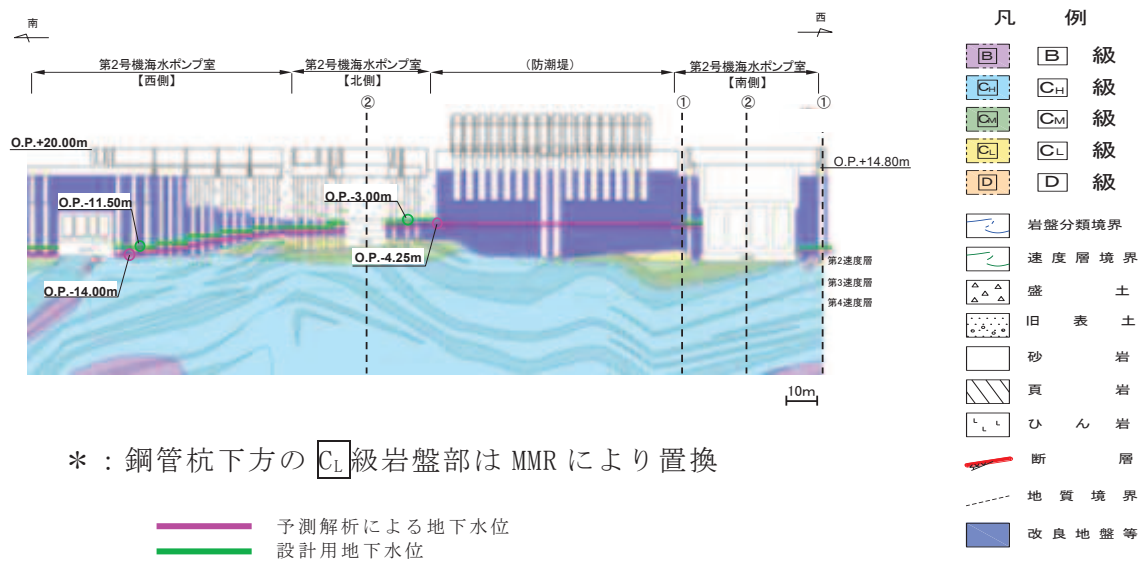 南
西
第2号機海水ポンプ室
【西側】
第2号機海水ポンプ室
【北側】
(防潮堤)
第2号機海水ポンプ室
【南側】
②
①
②
①
O.P.+20.00m
O.P.+14.80m
O.P.-11.50m
O.P.-3.00m
O.P.-4.25m
O.P.-14.00m
第2速度層
第3速度層
第4速度層
10m
*：鋼管杭下方の CL 級岩盤部は MMR により置換
予測解析による地下水位
設計用地下水位
凡 例
B B 級
CH CH 級
CM CM 級
CL CL 級
D D 級
岩盤分類境界
速度層境界
盛 土
旧 表 土
砂 岩
頁 岩
ひ ん 岩
断 層
地 質 境 界
改 良 地 盤 等